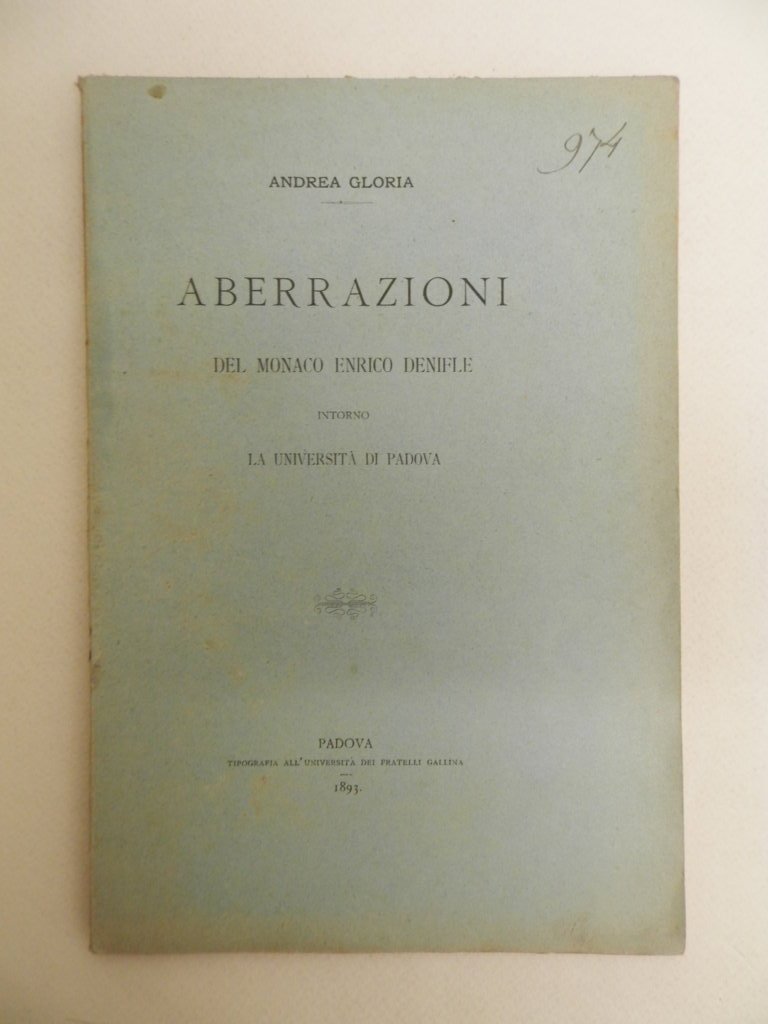 974
ANDREA GLORIA
ABERRAZIONI
DEL MONACO ENRICO DENIFLE
INTORNO
LA UNIVERSITÀ DI PADOVA
PADOVA
TIPOGRAFIA ALL'UNIVERSITÀ DEI FRATELLI GALLINA
1893.